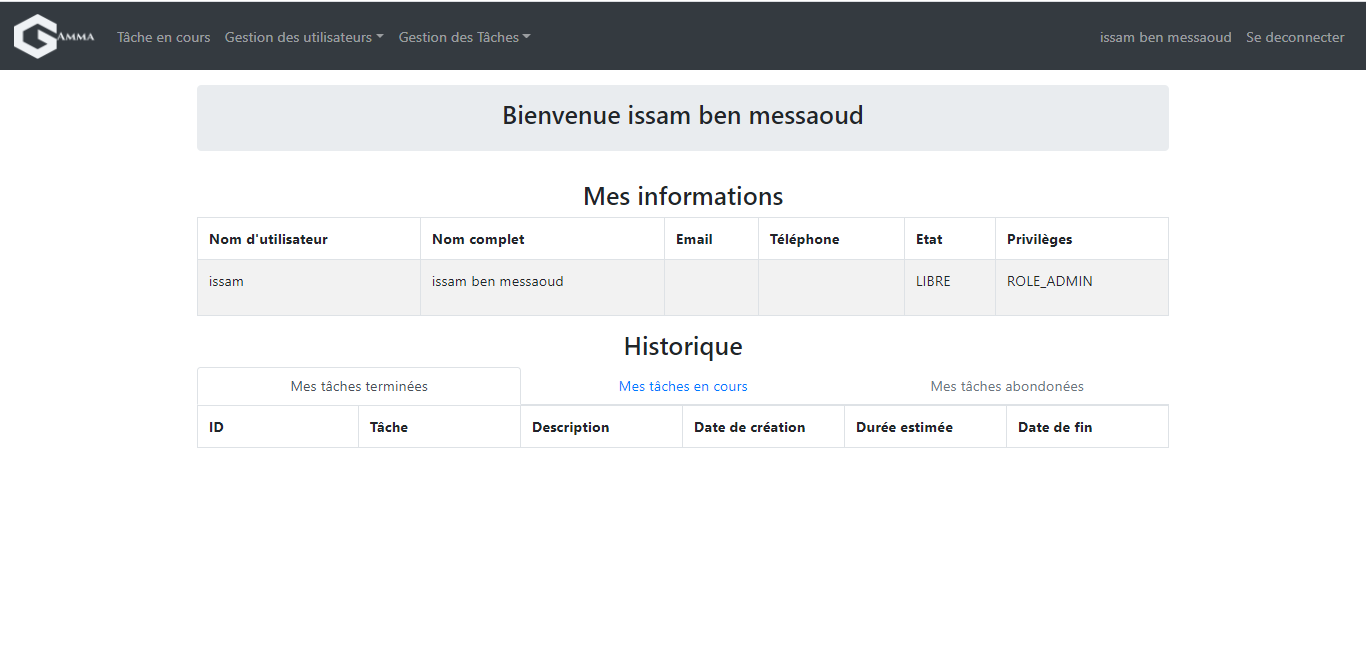 GAMMA Tâche en cours Gestion des utilisateurs Gestion des Tâches issam ben messaoud Se deconnecter
Bienvenue issam ben messaoud
Mes informations
Nom d'utilisateur Nom complet Email Téléphone Etat Privilèges
issam issam ben messaoud LIBRE ROLE_ADMIN
Historique
Mes tâches terminées Mes tâches en cours Mes tâches abondonées
ID Tâche Description Date de création Durée estimée Date de fin